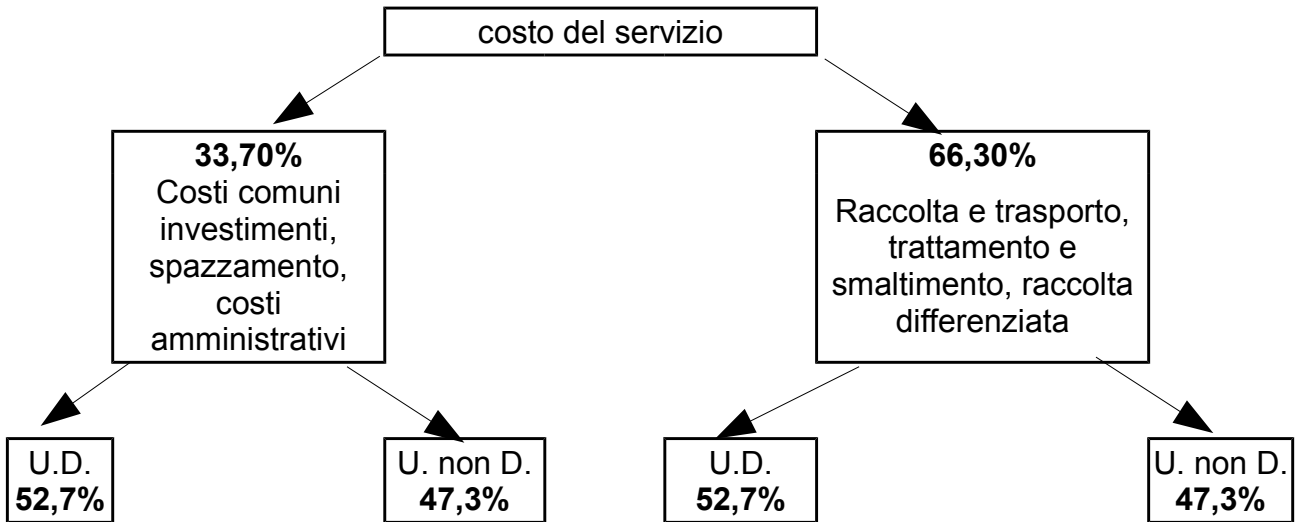 costo del servizio
33,70%
Costi comuni
investimenti,
spazzamento,
costi
amministrativi
66,30%
Raccolta e trasporto,
trattamento e
smaltimento, raccolta
differenziata
U.D.
52,7%
U. non D.
47,3%
U.D.
52,7%
U. non D.
47,3%